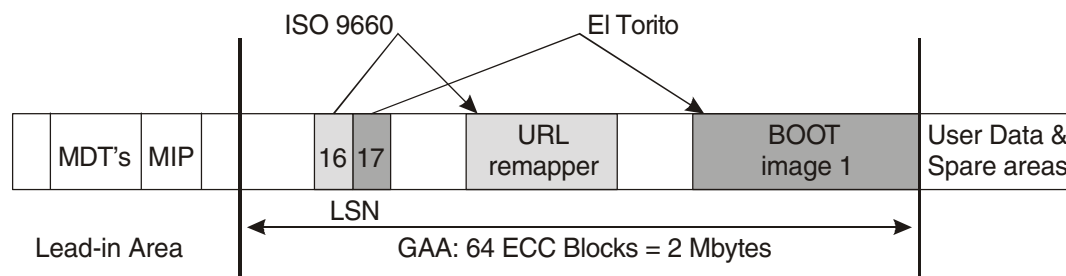 ISO 9660
El Torito
MDT's
MIP
16
17
URL
remapper
BOOT
image 1
User Data &
Spare areas
LSN
Lead-in Area
GAA: 64 ECC Blocks = 2 Mbytes